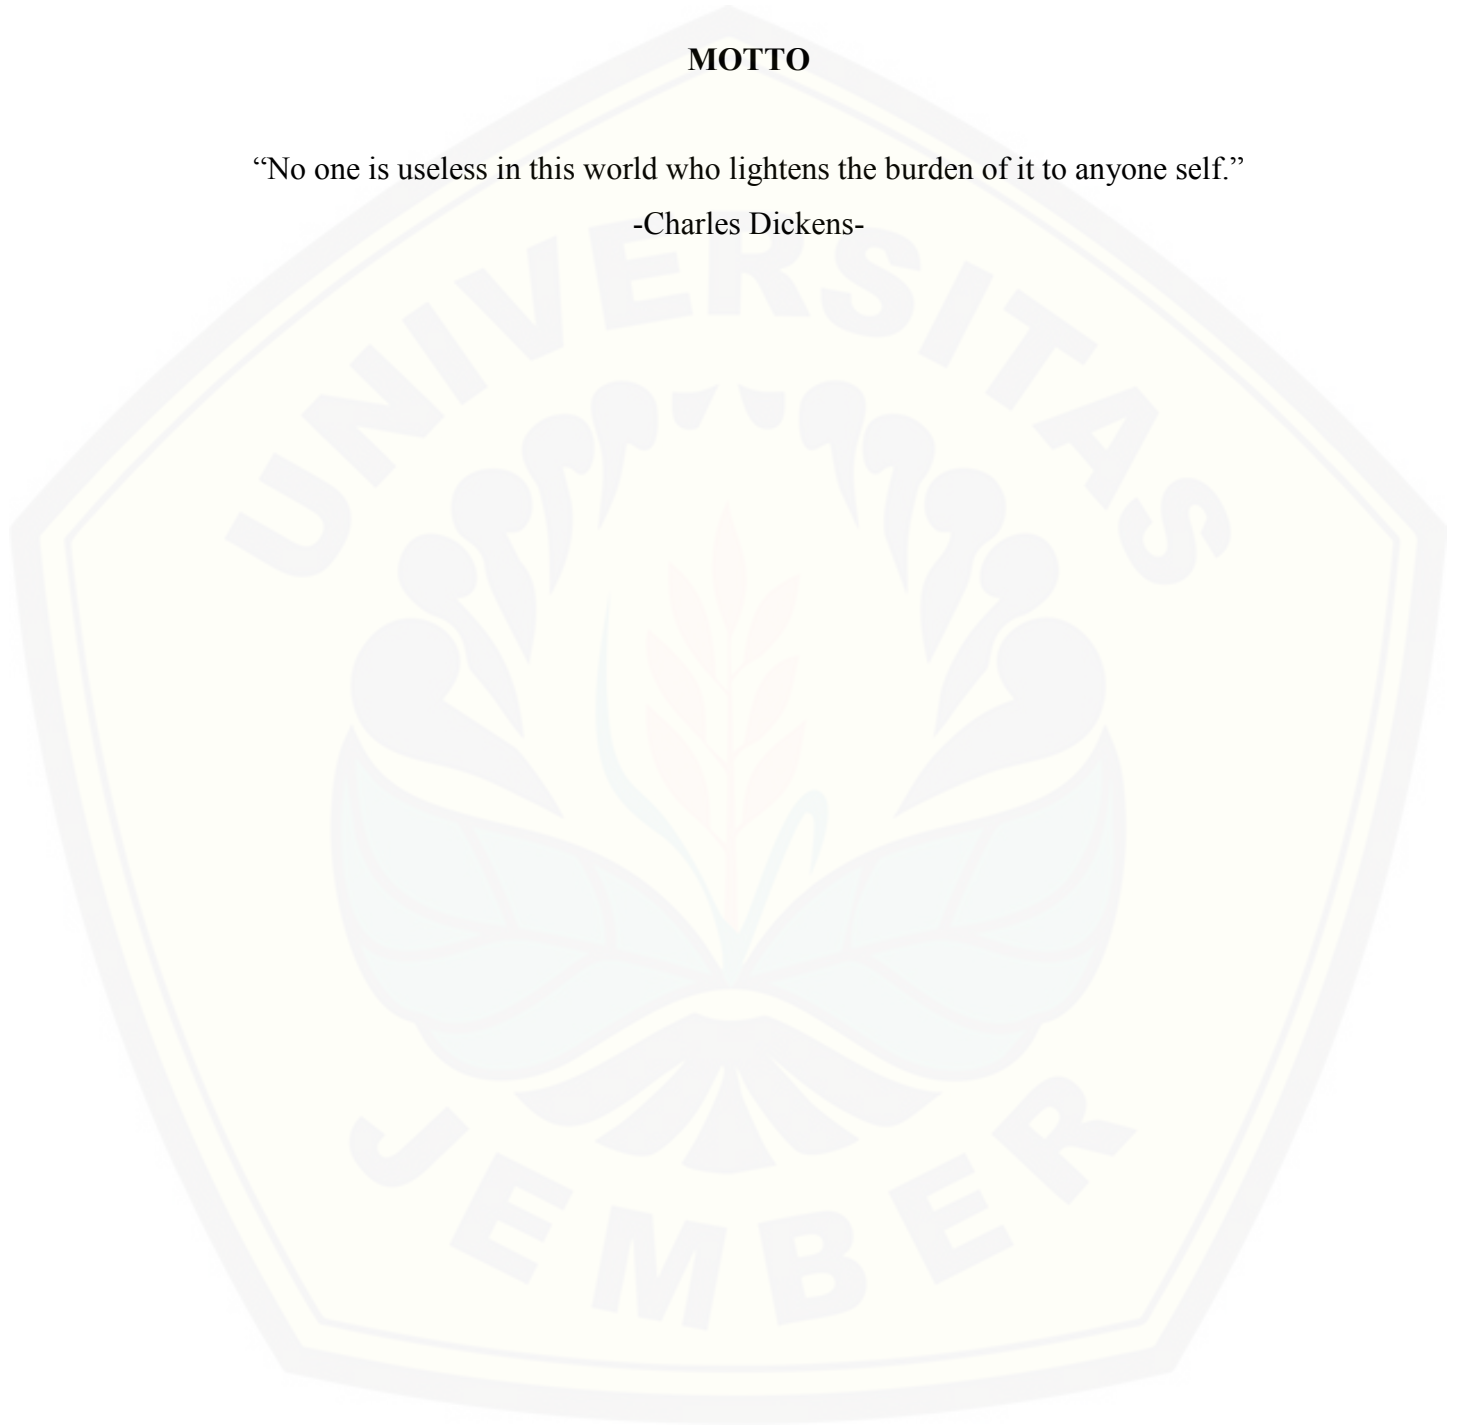 MOTTO
“No one is useless in this world who lightens the burden of it to anyone self.”
-Charles Dickens-
UNIVERSITAS
JEMBER